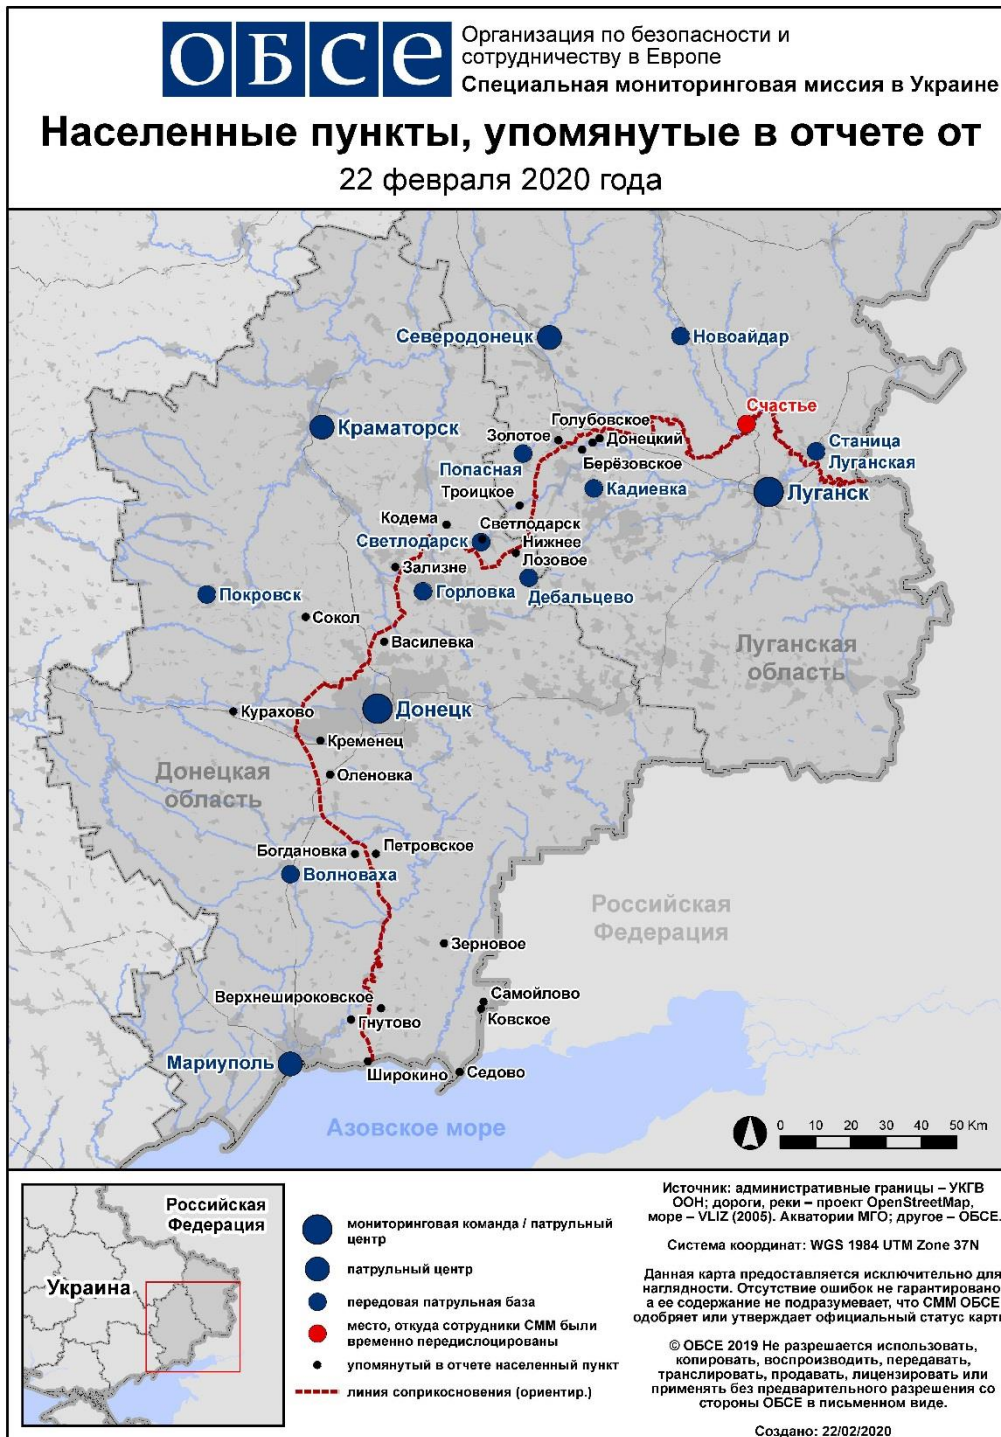 ОБСЕ
Организация по безопасности и
сотрудничеству в Европе
Специальная мониторинговая миссия в Украине
Населенные пункты, упомянутые в отчете от
22 февраля 2020 года
Северодонецк
Новоайдар
Счастье
Голубовское
Краматорск
Золотое
Донецкий
Станица
Луганская
Попасная
Берёзовское
Кадиевка
Луганск
Троицкое
Кодема
Светлодарск
Светлодарск
Нижнее
Лозовое
Зализне
Покровск
Горловка
Дебальцево
Сокол
Василевка
Луганская
область
Курахово
Донецк
Кременец
Донецкая
область
Оленовка
Богдановка
Петровское
Волноваха
Российская
Федерация
Зерновое
Верхнешироковское
Самойлово
Ковское
Гнутово
Мариуполь
Широкино
Седово
Азовское море
0 10 20 30 40 50 Km
Российская
Федерация
Украина
мониторинговая команда / патрульный
центр
патрульный центр
передовая патрульная база
место, откуда сотрудники СММ были
временно передислоцированы
упомянутый в отчете населенный пункт
линия соприкосновения (ориентир.)
Источник: административные границы – УКГВ
ООН; дороги, реки – проект OpenStreetMap,
море – VLIZ (2005). Акватории МГО; другое – ОБСЕ.
Система координат: WGS 1984 UTM Zone 37N
Данная карта предоставляется исключительно для
наглядности. Отсутствие ошибок не гарантировано
а ее содержание не подразумевает, что СММ ОБСЕ
одобряет или утверждает официальный статус карт
© ОБСЕ 2019 Не разрешается использовать,
копировать, воспроизводить, передавать,
транслировать, продавать, лицензировать или
применять без предварительного разрешения со
стороны ОБСЕ в письменном виде.
Создано: 22/02/2020